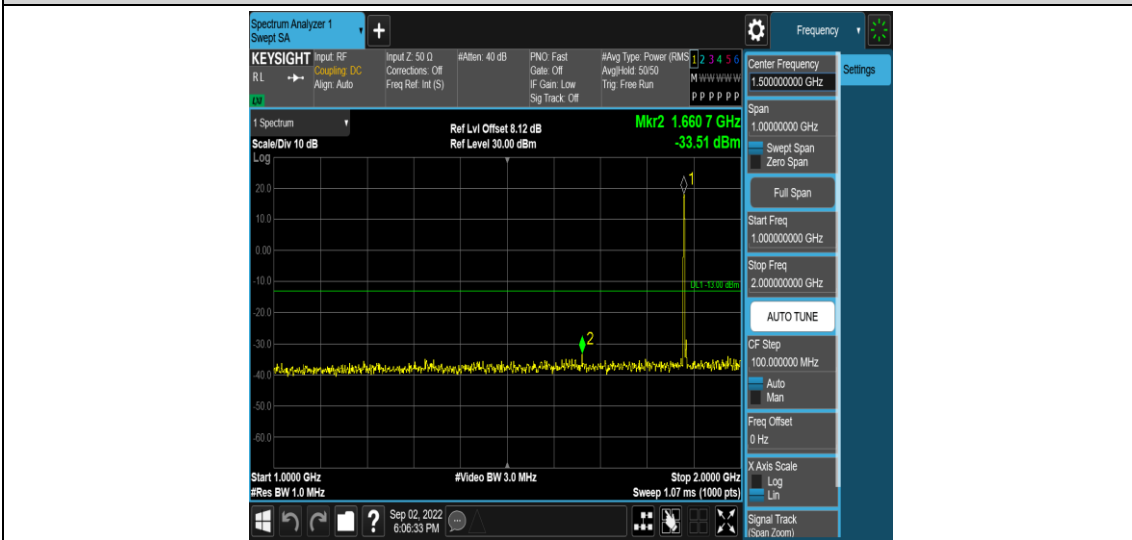 Spectrum Analyzer 1
Swept SA
+
Frequency
KEYSIGHT
RL
LXI
Input: RF
Coupling: DC
Align: Auto
Input Z: 50 Ω
Corrections: Off
Freq Ref: Int (S)
#Atten: 40 dB
PNO: Fast
Gate: Off
IF Gain: Low
Sig Track: Off
#Avg Type: Power (RMS
Avg|Hold: 50/50
Trig: Free Run
1 2 3 4 5 6
M W W W W W
P P P P P P
1 Spectrum
Scale/Div 10 dB
Log
Ref Lvl Offset 8.12 dB
Ref Level 30.00 dBm
Mkr2 1.660 7 GHz
-33.51 dBm
1
20.0
10.0
0.00
-10.0
DL1 -13.00 dBm
-20.0
2
-30.0
-40.0
-50.0
-60.0
Start 1.0000 GHz
#Res BW 1.0 MHz
#Video BW 3.0 MHz
Stop 2.0000 GHz
Sweep 1.07 ms (1000 pts)
Center Frequency
1.500000000 GHz
Settings
Span
1.00000000 GHz
Swept Span
Zero Span
Full Span
Start Freq
1.000000000 GHz
Stop Freq
2.000000000 GHz
AUTO TUNE
CF Step
100.000000 MHz
Auto
Man
Freq Offset
0 Hz
X Axis Scale
Log
Lin
Signal Track
(Span Zoom)
?
Sep 02, 2022
6:06:33 PM